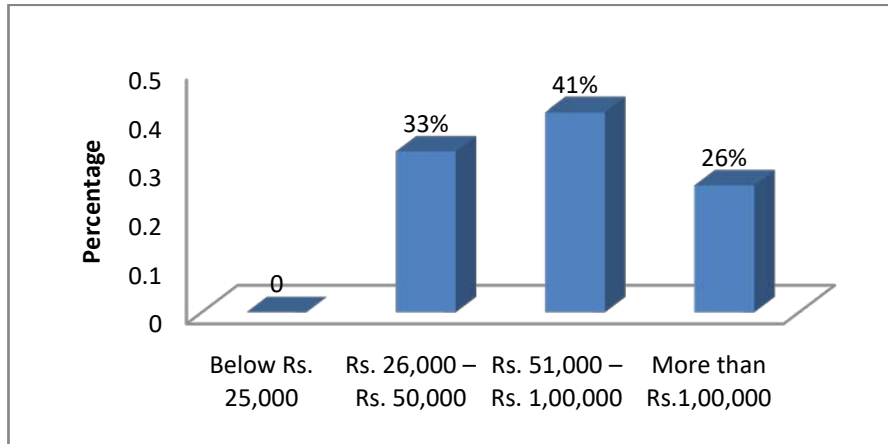 Percentage
0.5
0.4
0.3
0.2
0.1
0
0
33%
41%
26%
Below Rs.
25,000
Rs. 26,000 –
Rs. 50,000
Rs. 51,000 –
Rs. 1,00,000
More than
Rs.1,00,000